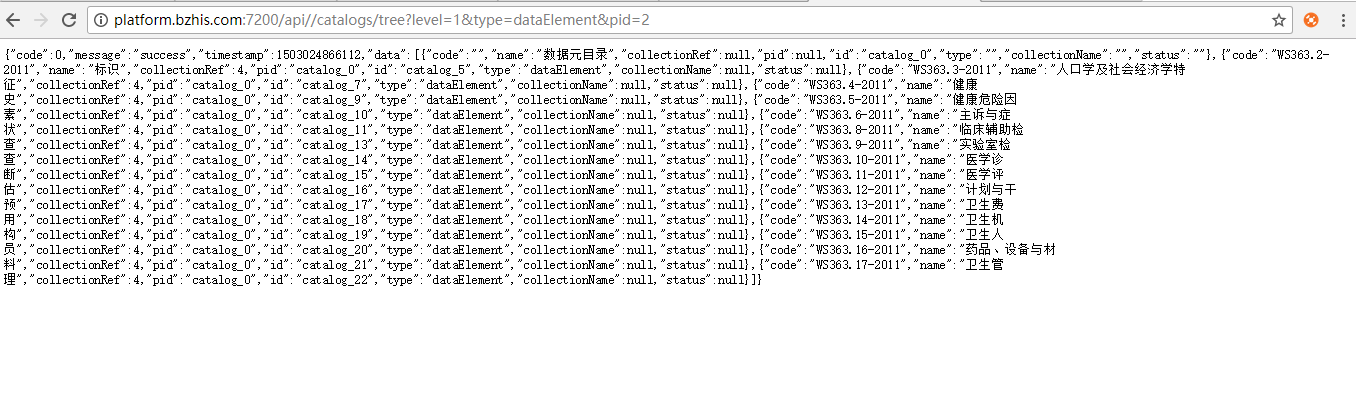 platform.bzhis.com:7200/api//catalogs/tree?level=1&type=dataElement&pid=2
{"code":0,"message":"success","timestamp":1503024866112,"data":[{"code":"","name":"数据元目录","collectionRef":null,"pid":null,"id":"catalog_0","type":"","collectionName":"","status":""},{"code":"WS363.2-
2011","name":"标识","collectionRef":4,"pid":"catalog_0","id":"catalog_5","type":"dataElement","collectionName":null,"status":null},{"code":"WS363.3-2011","name":"人口学及社会经济学特
征","collectionRef":4,"pid":"catalog_0","id":"catalog_7","type":"dataElement","collectionName":null,"status":null},{"code":"WS363.4-2011","name":"健康
史","collectionRef":4,"pid":"catalog_0","id":"catalog_9","type":"dataElement","collectionName":null,"status":null},{"code":"WS363.5-2011","name":"健康危险因
素","collectionRef":4,"pid":"catalog_0","id":"catalog_10","type":"dataElement","collectionName":null,"status":null},{"code":"WS363.6-2011","name":"主诉与症
状","collectionRef":4,"pid":"catalog_0","id":"catalog_11","type":"dataElement","collectionName":null,"status":null},{"code":"WS363.8-2011","name":"临床辅助检
查","collectionRef":4,"pid":"catalog_0","id":"catalog_13","type":"dataElement","collectionName":null,"status":null},{"code":"WS363.9-2011","name":"实验室检
查","collectionRef":4,"pid":"catalog_0","id":"catalog_14","type":"dataElement","collectionName":null,"status":null},{"code":"WS363.10-2011","name":"医学诊
断","collectionRef":4,"pid":"catalog_0","id":"catalog_15","type":"dataElement","collectionName":null,"status":null},{"code":"WS363.11-2011","name":"医学评
估","collectionRef":4,"pid":"catalog_0","id":"catalog_16","type":"dataElement","collectionName":null,"status":null},{"code":"WS363.12-2011","name":"计划与干
预","collectionRef":4,"pid":"catalog_0","id":"catalog_17","type":"dataElement","collectionName":null,"status":null},{"code":"WS363.13-2011","name":"卫生费
用","collectionRef":4,"pid":"catalog_0","id":"catalog_18","type":"dataElement","collectionName":null,"status":null},{"code":"WS363.14-2011","name":"卫生机
构","collectionRef":4,"pid":"catalog_0","id":"catalog_19","type":"dataElement","collectionName":null,"status":null},{"code":"WS363.15-2011","name":"卫生人
员","collectionRef":4,"pid":"catalog_0","id":"catalog_20","type":"dataElement","collectionName":null,"status":null},{"code":"WS363.16-2011","name":"药品、设备与材
料","collectionRef":4,"pid":"catalog_0","id":"catalog_21","type":"dataElement","collectionName":null,"status":null},{"code":"WS363.17-2011","name":"卫生管
理","collectionRef":4,"pid":"catalog_0","id":"catalog_22","type":"dataElement","collectionName":null,"status":null}]}